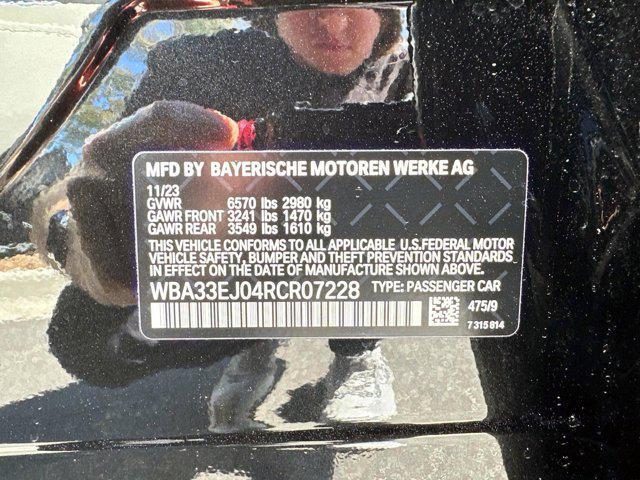 MFD BY BAYERISCHE MOTOREN WERKE AG
11/23
GVWR 6570 lbs 2980 kg
GAWR FRONT 3241 lbs 1470 kg
GAWR REAR 3549 lbs 1610 kg
THIS VEHICLE CONFORMS TO ALL APPLICABLE U.S.FEDERAL MOTOR
VEHICLE SAFETY, BUMPER AND THEFT PREVENTION STANDARDS
IN EFFECT ON THE DATE OF MANUFACTURE SHOWN ABOVE.
WBA33EJ04RCR07228 TYPE: PASSENGER CAR
475/9
7 315 814